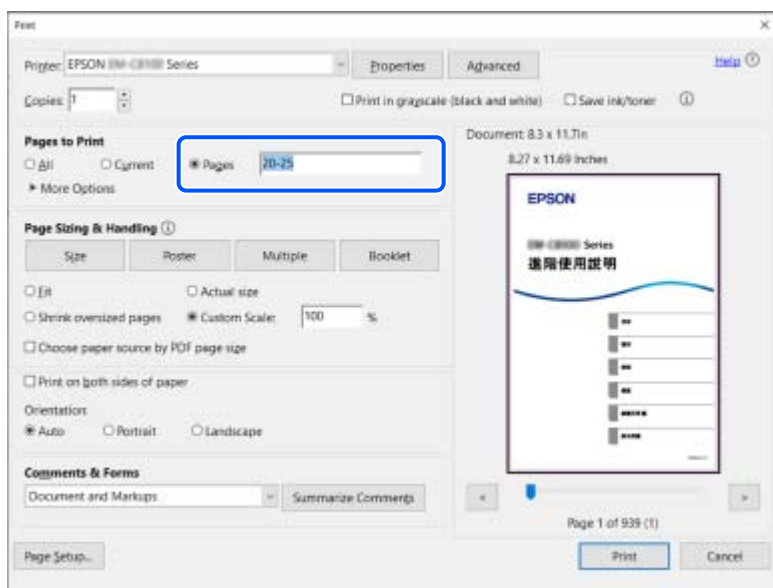 Print
Printer: EPSON Series Properties Advanced Help
Copies: 1 Print in grayscale (black and white) Save ink/toner
Pages to Print
All Current Pages 20-25
More Options
Page Sizing & Handling
Size Poster Multiple Booklet
Fit Actual size
Shrink oversized pages Custom Scale: 100 %
Choose paper source by PDF page size
Print on both sides of paper
Orientation:
Auto Portrait Landscape
Comments & Forms
Document and Markups Summarize Comments
Page Setup...
Document: 8.3 x 11.7in
8.27 x 11.69 Inches
EPSON
Series
進階使用說明
Page 1 of 939 (1)
Print Cancel